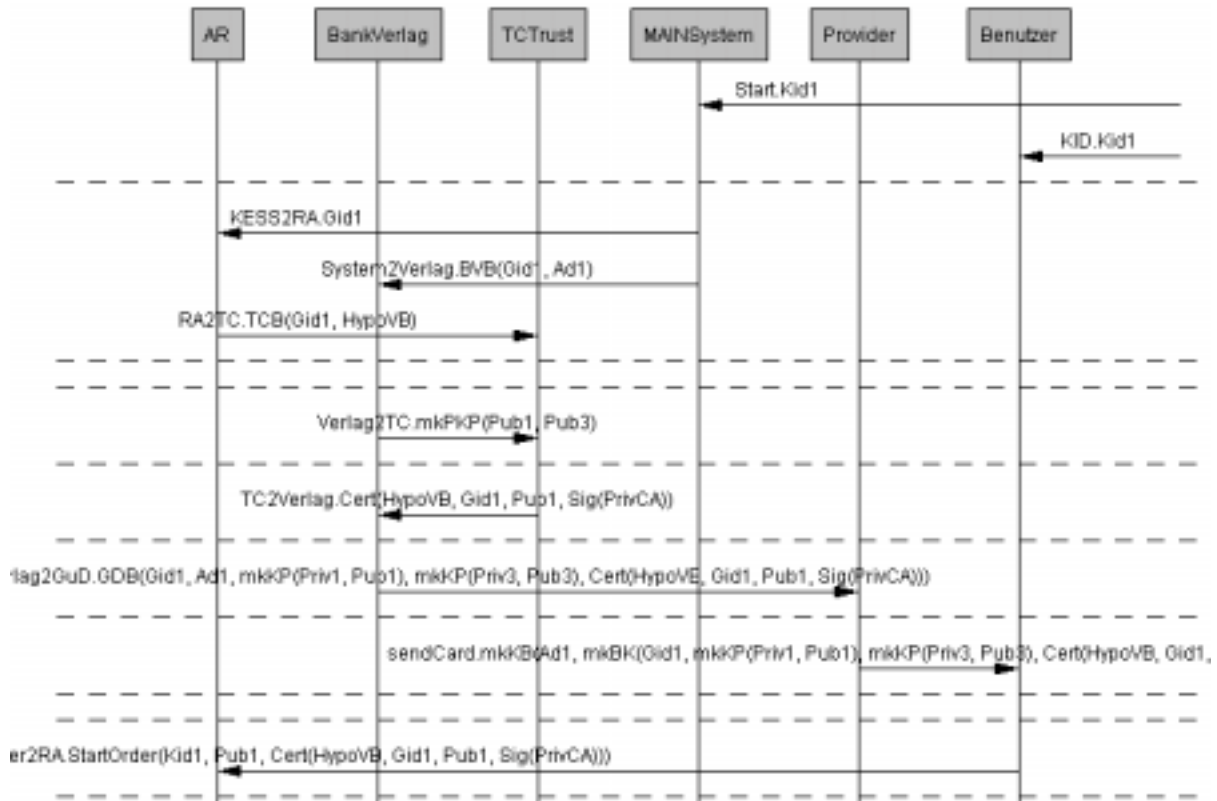 AR BankVerlag TCTrust MAINSystem Provider Benutzer
Start.Kid1
KID.Kid1
KESS2RA.Gid1
System2Verlag.BVB(Gid1, Ad1)
RA2TC.TCB(Gid1, HypoVB)
Verlag2TC.mkPKP(Pub1, Pub3)
TC2Verlag.Cert(HypoVB, Gid1, Pub1, Sig(PrivCA))
rlag2GuD.GDB(Gid1, Ad1, mkKP(Priv1, Pub1), mkKP(Priv3, Pub3), Cert(HypoVB, Gid1, Pub1, Sig(PrivCA)))
sendCard.mkKB(Ad1, mkBK(Gid1, mkKP(Priv1, Pub1), mkKP(Priv3, Pub3), Cert(HypoVB, Gid1,
er2RA.StartOrder(Kid1, Pub1, Cert(HypoVB, Gid1, Pub1, Sig(PrivCA)))